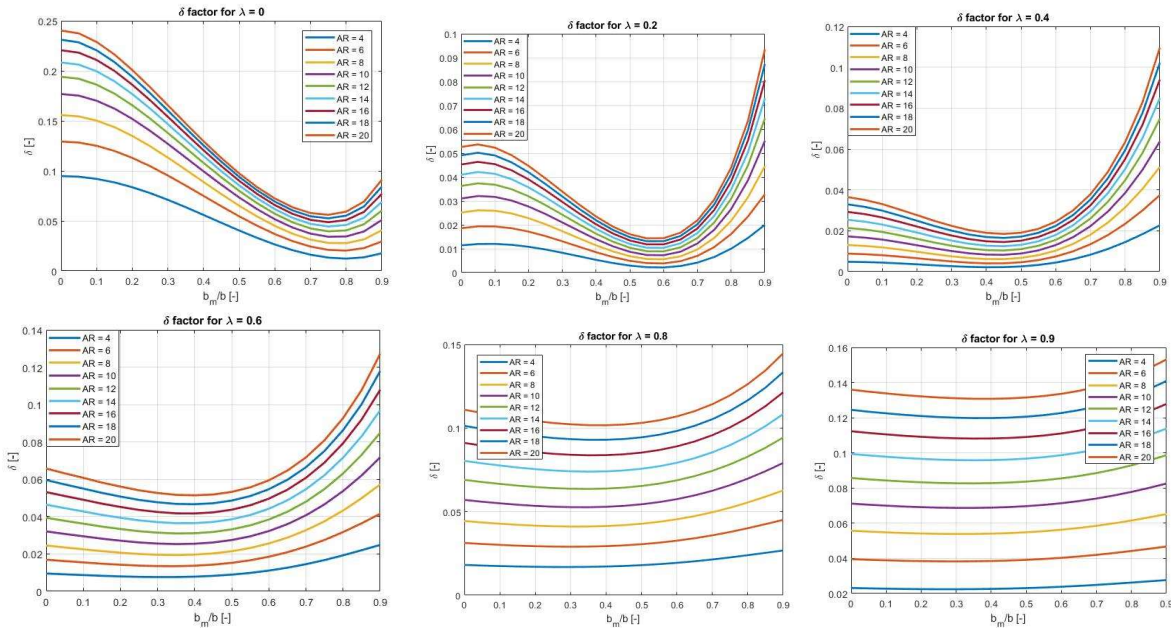 δ factor for λ = 0
0.25
0.2
0.15
0.1
0.05
0
δ [-]
0 0.1 0.2 0.3 0.4 0.5 0.6 0.7 0.8 0.9
b_m/b [-]
AR = 4
AR = 6
AR = 8
AR = 10
AR = 12
AR = 14
AR = 16
AR = 18
AR = 20
δ factor for λ = 0.2
0.1
0.09
0.08
0.07
0.06
0.05
0.04
0.03
0.02
0.01
0
δ [-]
0 0.1 0.2 0.3 0.4 0.5 0.6 0.7 0.8 0.9
b_m/b [-]
AR = 4
AR = 6
AR = 8
AR = 10
AR = 12
AR = 14
AR = 16
AR = 18
AR = 20
δ factor for λ = 0.4
0.12
0.1
0.08
0.06
0.04
0.02
0
δ [-]
0 0.1 0.2 0.3 0.4 0.5 0.6 0.7 0.8 0.9
b_m/b [-]
AR = 4
AR = 6
AR = 8
AR = 10
AR = 12
AR = 14
AR = 16
AR = 18
AR = 20
δ factor for λ = 0.6
0.14
0.12
0.1
0.08
0.06
0.04
0.02
0
δ [-]
0 0.1 0.2 0.3 0.4 0.5 0.6 0.7 0.8 0.9
b_m/b [-]
AR = 4
AR = 6
AR = 8
AR = 10
AR = 12
AR = 14
AR = 16
AR = 18
AR = 20
δ factor for λ = 0.8
0.15
0.1
0.05
0
δ [-]
0 0.1 0.2 0.3 0.4 0.5 0.6 0.7 0.8 0.9
b_m/b [-]
AR = 4
AR = 6
AR = 8
AR = 10
AR = 12
AR = 14
AR = 16
AR = 18
AR = 20
δ factor for λ = 0.9
0.16
0.14
0.12
0.1
0.08
0.06
0.04
0.02
δ [-]
0 0.1 0.2 0.3 0.4 0.5 0.6 0.7 0.8 0.9
b_m/b [-]
AR = 4
AR = 6
AR = 8
AR = 10
AR = 12
AR = 14
AR = 16
AR = 18
AR = 20